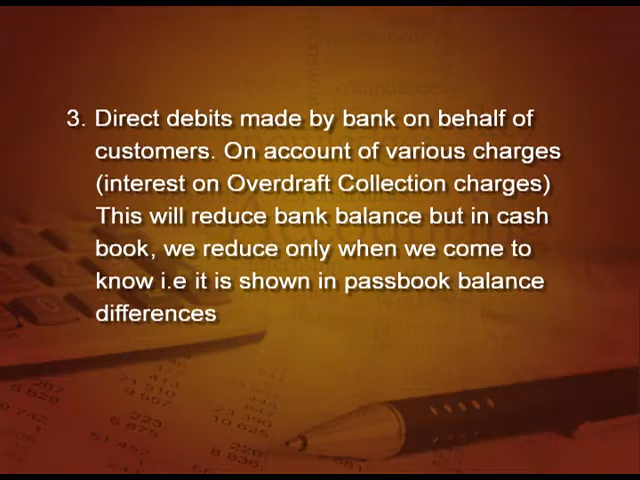 3. Direct debits made by bank on behalf of
customers. On account of various charges
(interest on Overdraft Collection charges)
This will reduce bank balance but in cash
book, we reduce only when we come to
know i.e it is shown in passbook balance
differences